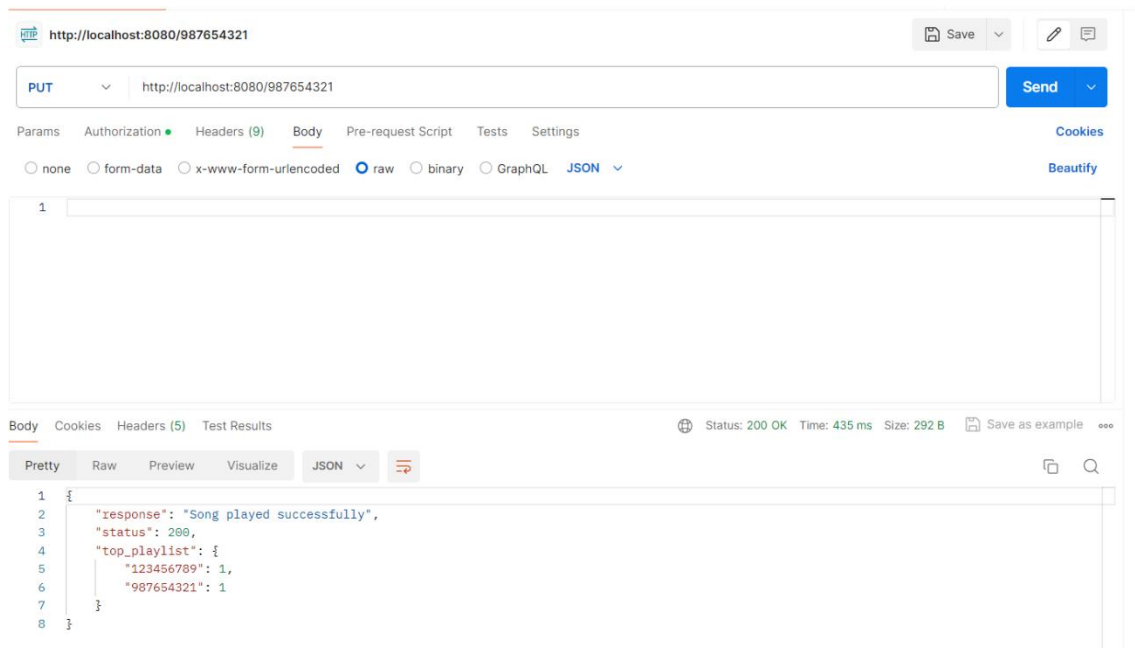 HTTP http://localhost:8080/987654321 Save
PUT http://localhost:8080/987654321 Send
Params Authorization Headers (9) Body Pre-request Script Tests Settings Cookies
none form-data x-www-form-urlencoded raw binary GraphQL JSON Beautify
1
Body Cookies Headers (5) Test Results Status: 200 OK Time: 435 ms Size: 292 B Save as example
Pretty Raw Preview Visualize JSON
1 {
2 "response": "Song played successfully",
3 "status": 200,
4 "top_playlist": {
5 "123456789": 1,
6 "987654321": 1
7 }
8 }